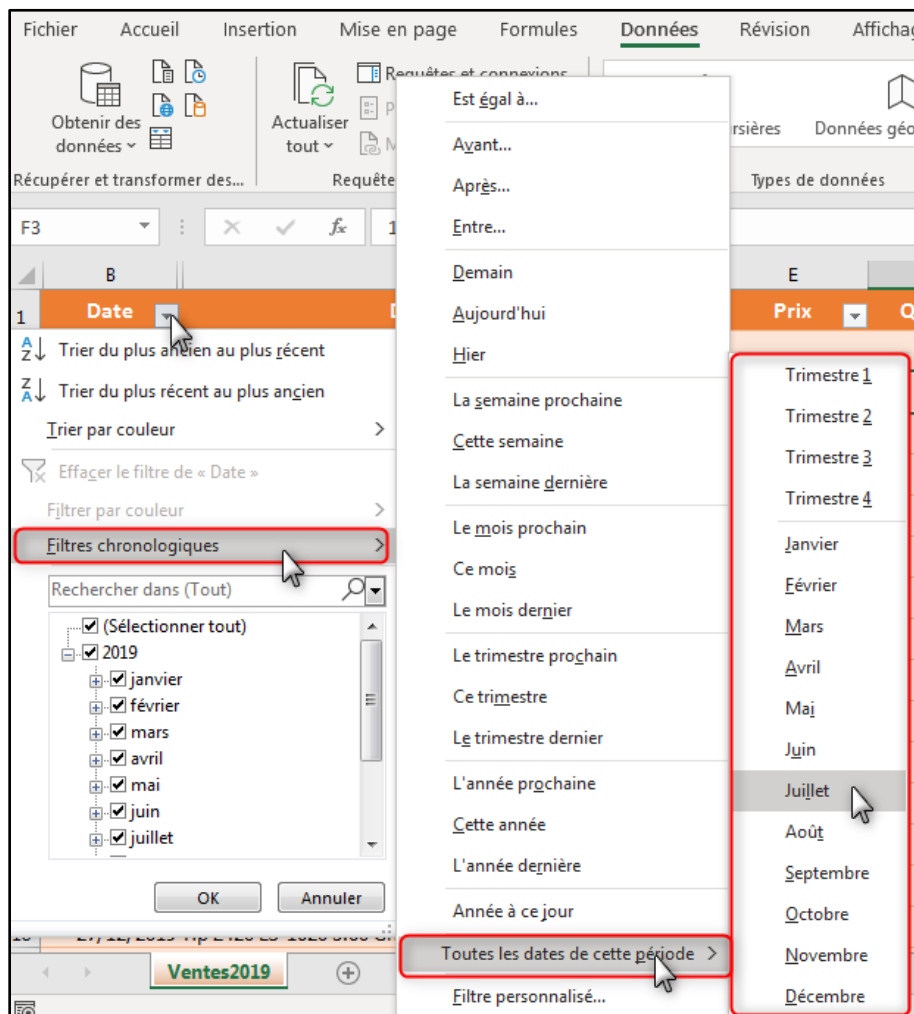 Fichier Accueil Insertion Mise en page Formules Données Révision Affichag
Requêtes et connexions
Obtenir des données
Actualiser tout
rsières Données géo
Récupérer et transformer des... Requête Types de données
F3 fx 1
B E
1 Date Prix Q
Trier du plus ancien au plus récent
Trier du plus récent au plus ancien
Trier par couleur
Effacer le filtre de « Date »
Filtrer par couleur
Filtres chronologiques
Rechercher dans (Tout)
(Sélectionner tout)
2019
janvier
février
mars
avril
mai
juin
juillet
OK Annuler
Est égal à...
Avant...
Après...
Entre...
Demain
Aujourd'hui
Hier
La semaine prochaine
Cette semaine
La semaine dernière
Le mois prochain
Ce mois
Le mois dernier
Le trimestre prochain
Ce trimestre
Le trimestre dernier
L'année prochaine
Cette année
L'année dernière
Année à ce jour
Toutes les dates de cette période
Filtre personnalisé...
Trimestre 1
Trimestre 2
Trimestre 3
Trimestre 4
Janvier
Février
Mars
Avril
Mai
Juin
Juillet
Août
Septembre
Octobre
Novembre
Décembre
Ventes2019